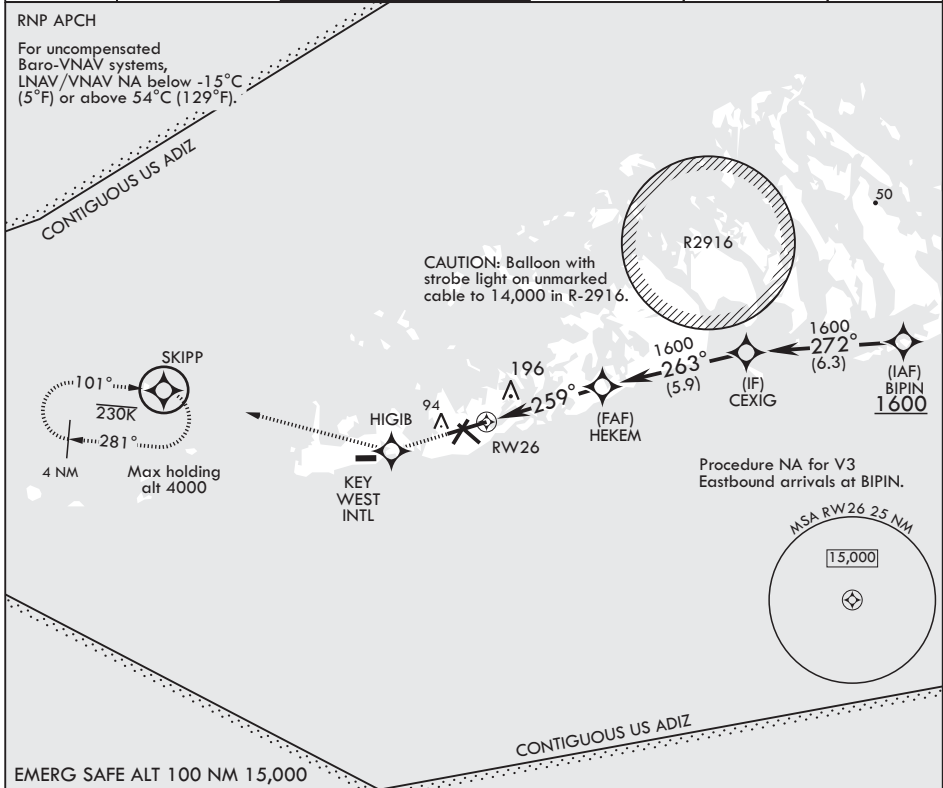 RNP APCH
For uncompensated
Baro-VNAV systems,
LNAV/VNAV NA below -15°C
(5°F) or above 54°C (129°F).
CONTIGUOUS US ADIZ
50
R2916
CAUTION: Balloon with
strobe light on unmarked
cable to 14,000 in R-2916.
1600
272°
(6.3)
1600
263°
(5.9)
(IAF)
BIPIN
1600
(IF)
CEXIG
SKIPP
101°
230K
281°
4 NM
Max holding
alt 4000
196
259°
94
HIGIB
(FAF)
HEKEM
RW26
KEY
WEST
INTL
Procedure NA for V3
Eastbound arrivals at BIPIN.
MSA RW26 25 NM
15,000
CONTIGUOUS US ADIZ
EMERG SAFE ALT 100 NM 15,000